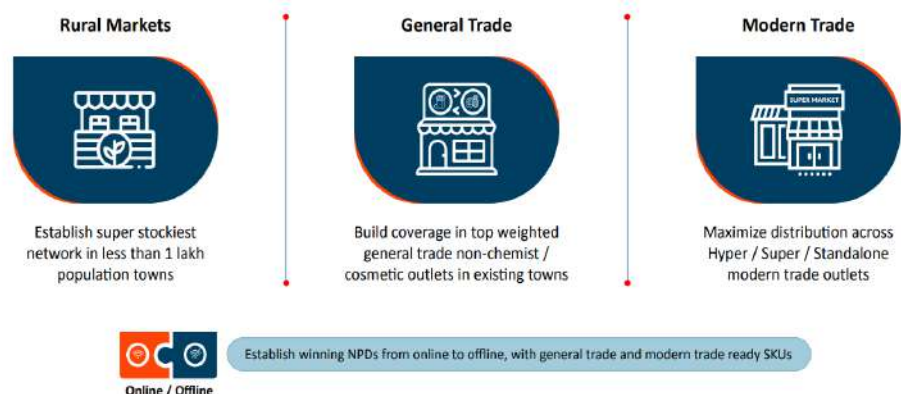 Rural Markets
General Trade
Modern Trade
SUPER MARKET
Establish super stockiest
network in less than 1 lakh
population towns
Build coverage in top weighted
general trade non-chemist /
cosmetic outlets in existing towns
Maximize distribution across
Hyper / Super / Standalone
modern trade outlets
Establish winning NPDs from online to offline, with general trade and modern trade ready SKUs
Online / Offline